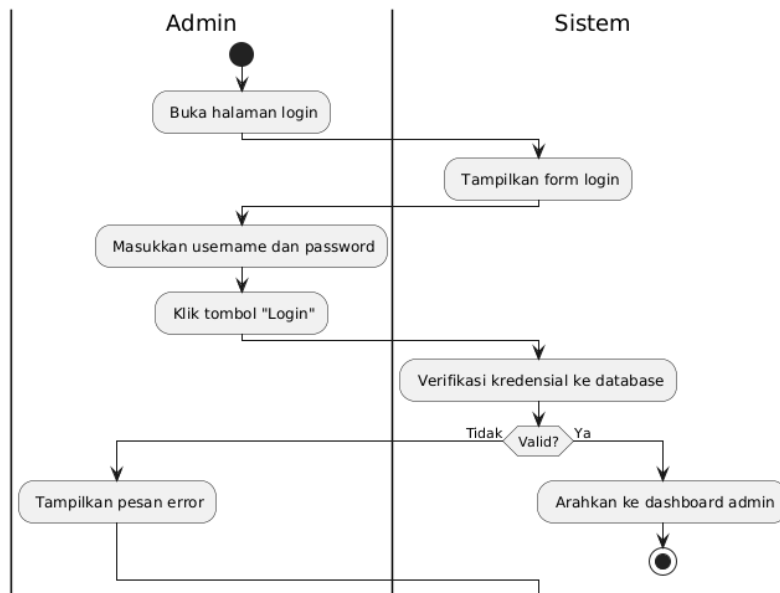 Admin
Sistem
Buka halaman login
Tampilkan form login
Masukkan username dan password
Klik tombol "Login"
Verifikasi kredensial ke database
Tidak
Valid?
Ya
Tampilkan pesan error
Arahkan ke dashboard admin